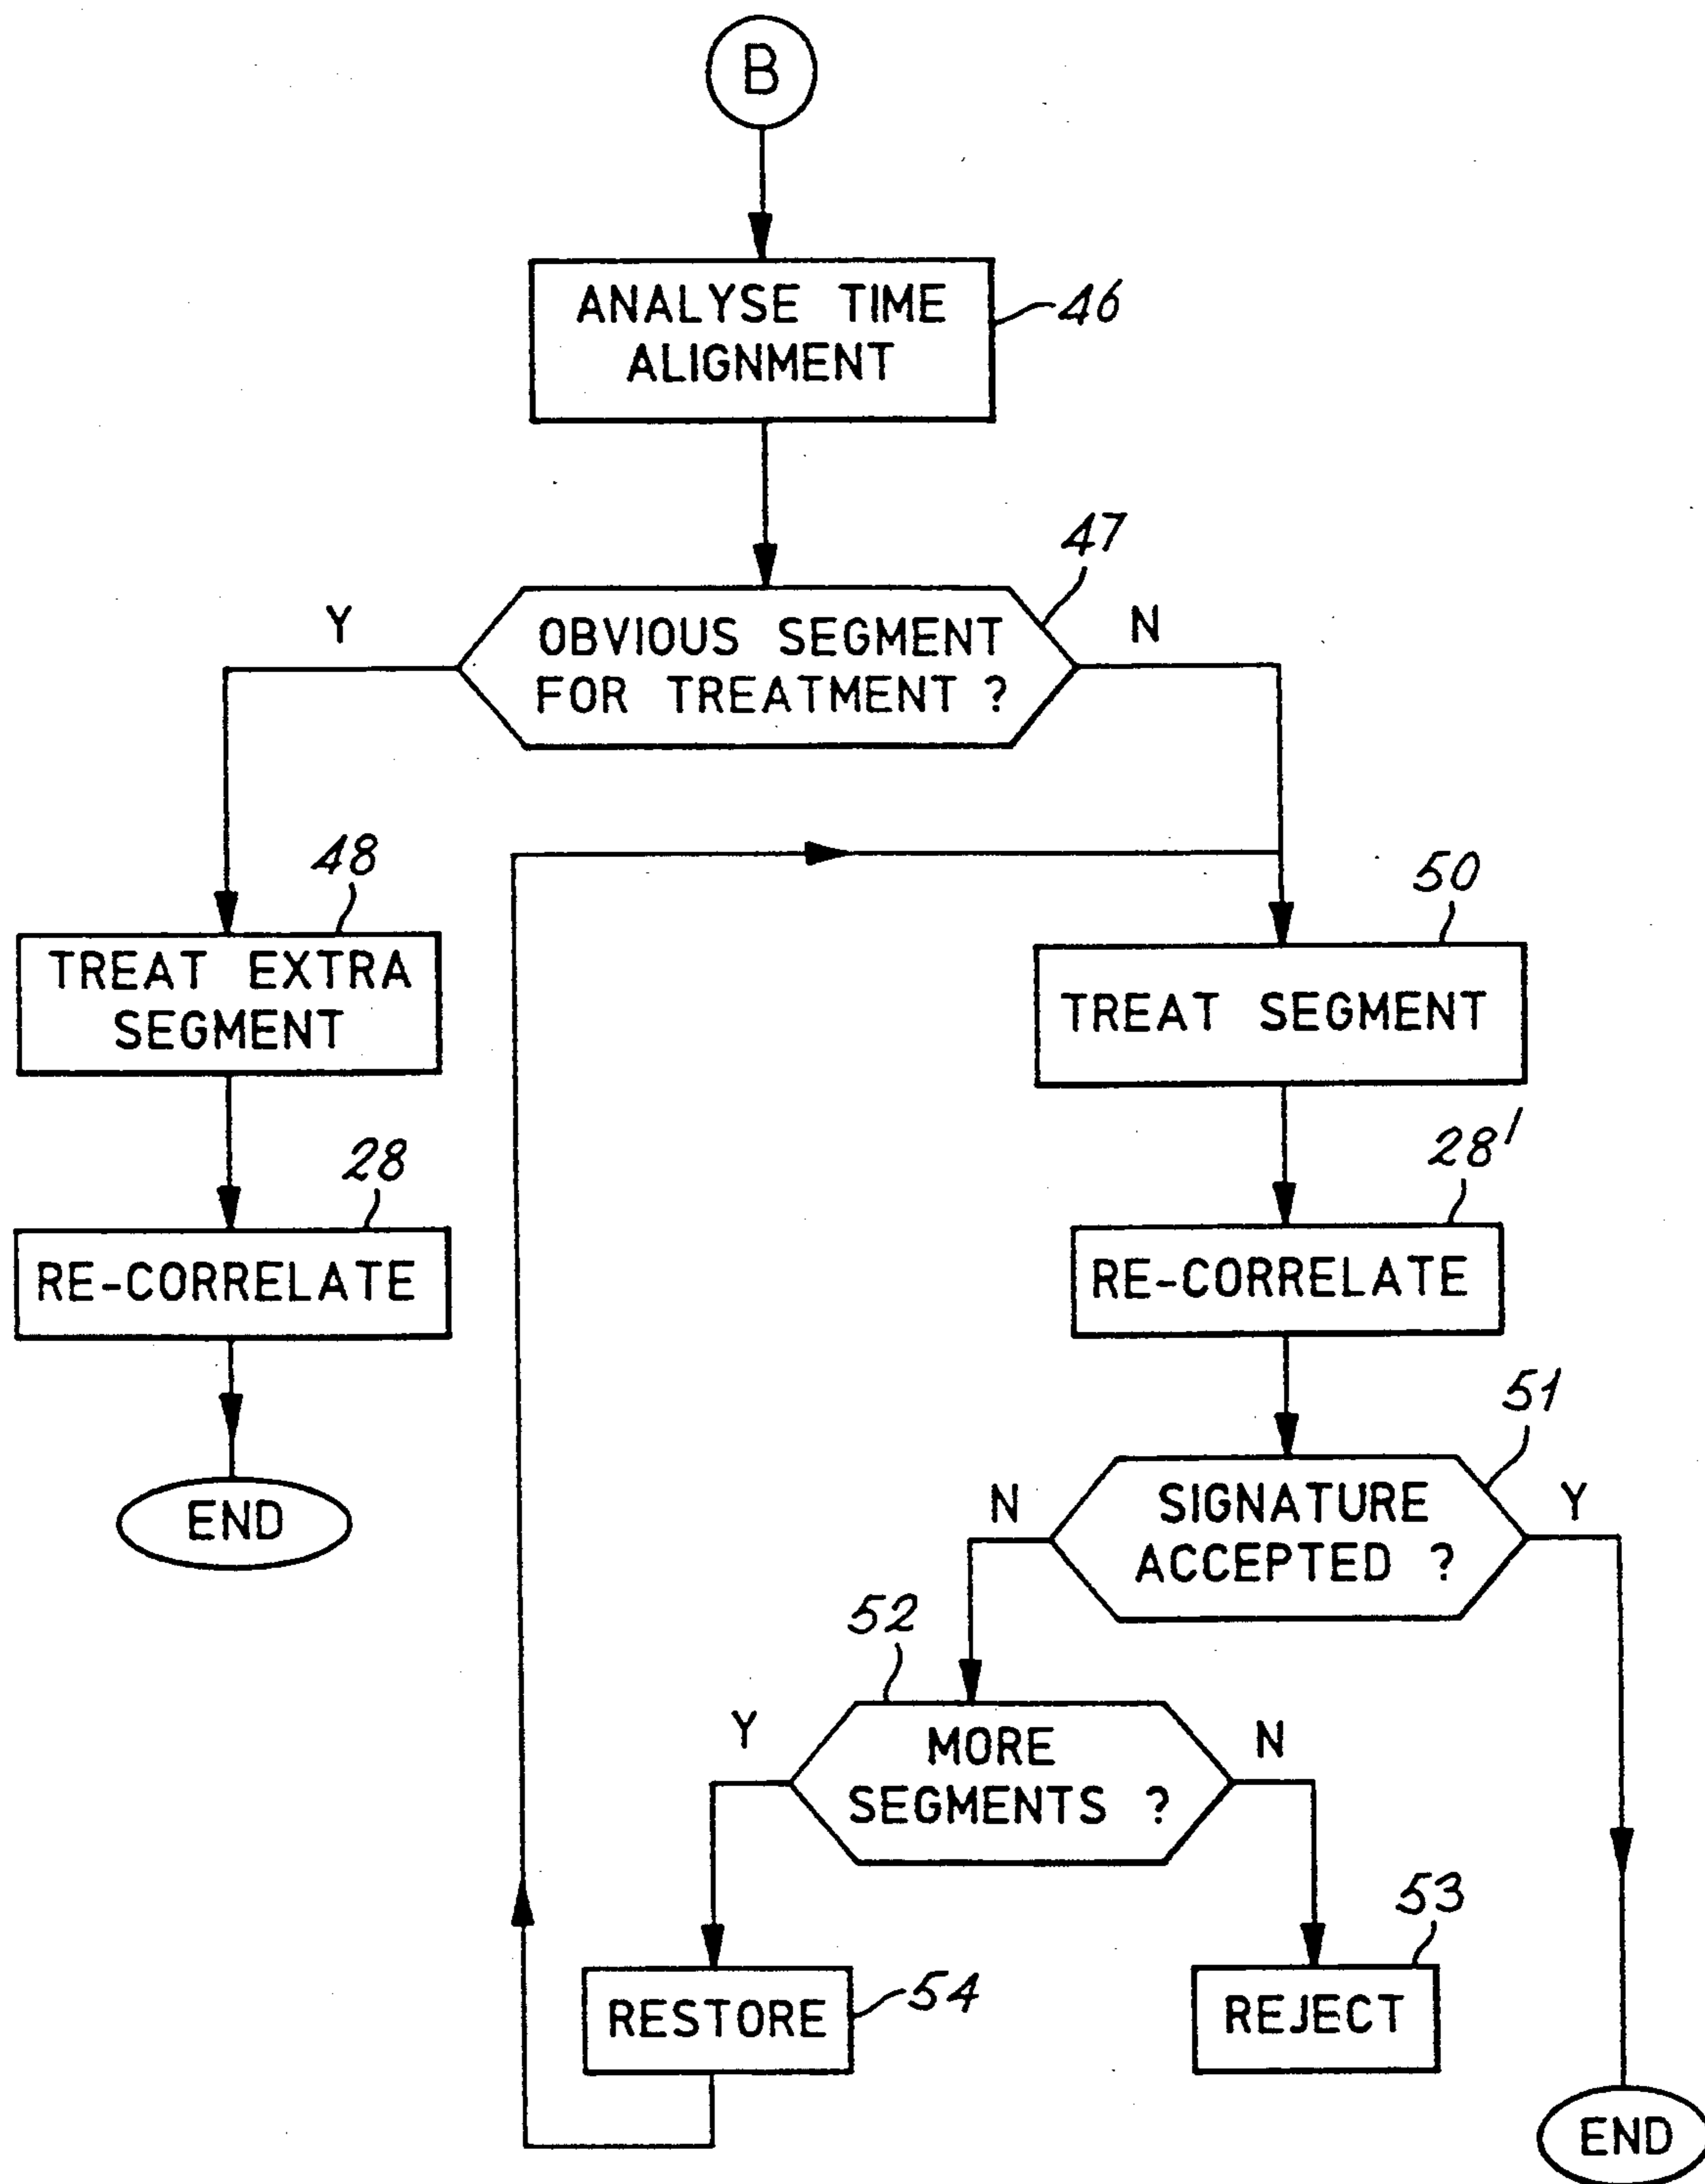 B
ANALYSE TIME
ALIGNMENT
46
47
Y
OBVIOUS SEGMENT
FOR TREATMENT ?
N
48
TREAT EXTRA
SEGMENT
50
TREAT SEGMENT
28
RE-CORRELATE
28'
RE-CORRELATE
END
51
N
SIGNATURE
ACCEPTED ?
Y
52
Y
MORE
SEGMENTS ?
N
RESTORE
54
53
REJECT
END